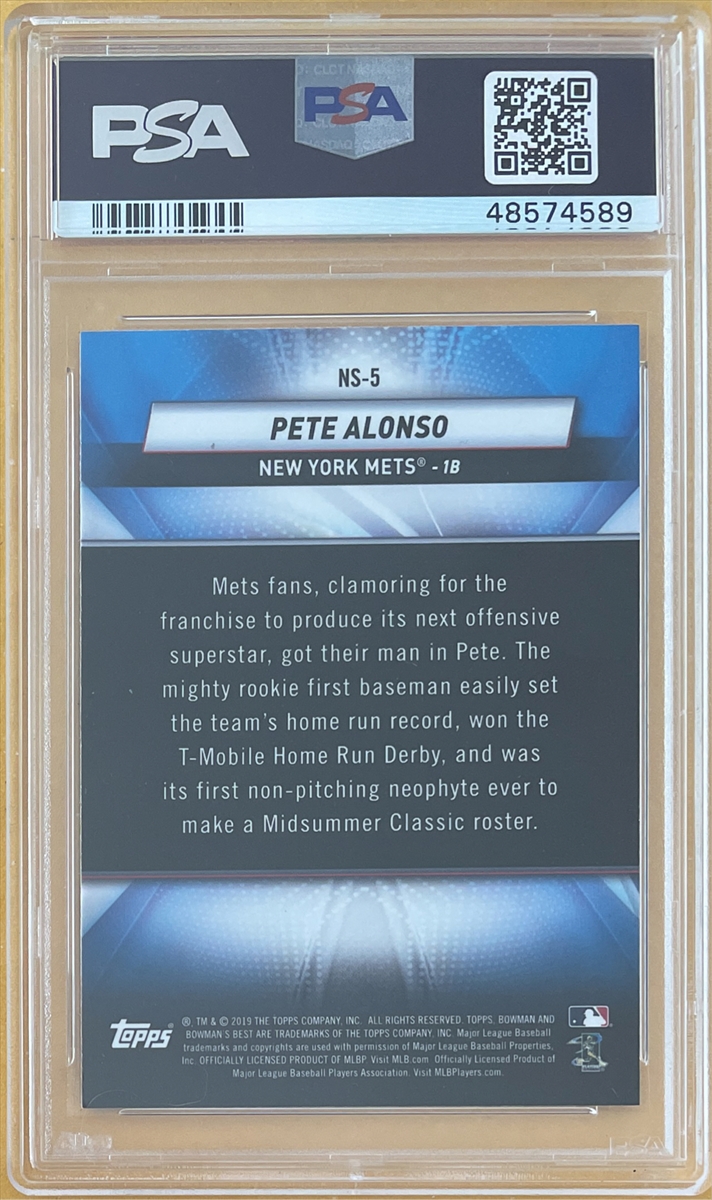 PSA
PSA
48574589
NS-5
PETE ALONSO
NEW YORK METS® - 1B
Mets fans, clamoring for the
franchise to produce its next offensive
superstar, got their man in Pete. The
mighty rookie first baseman easily set
the team's home run record, won the
T-Mobile Home Run Derby, and was
its first non-pitching neophyte ever to
make a Midsummer Classic roster.
topps®
®, TM & © 2019 THE TOPPS COMPANY, INC. ALL RIGHTS RESERVED. TOPPS, BOWMAN AND
BOWMAN'S BEST ARE TRADEMARKS OF THE TOPPS COMPANY, INC. Major League Baseball
trademarks and copyrights are used with permission of Major League Baseball Properties,
Inc. OFFICIALLY LICENSED PRODUCT OF MLBP. Visit MLB.com. Officially Licensed Product of
Major League Baseball Players Association. Visit MLBPlayers.com.